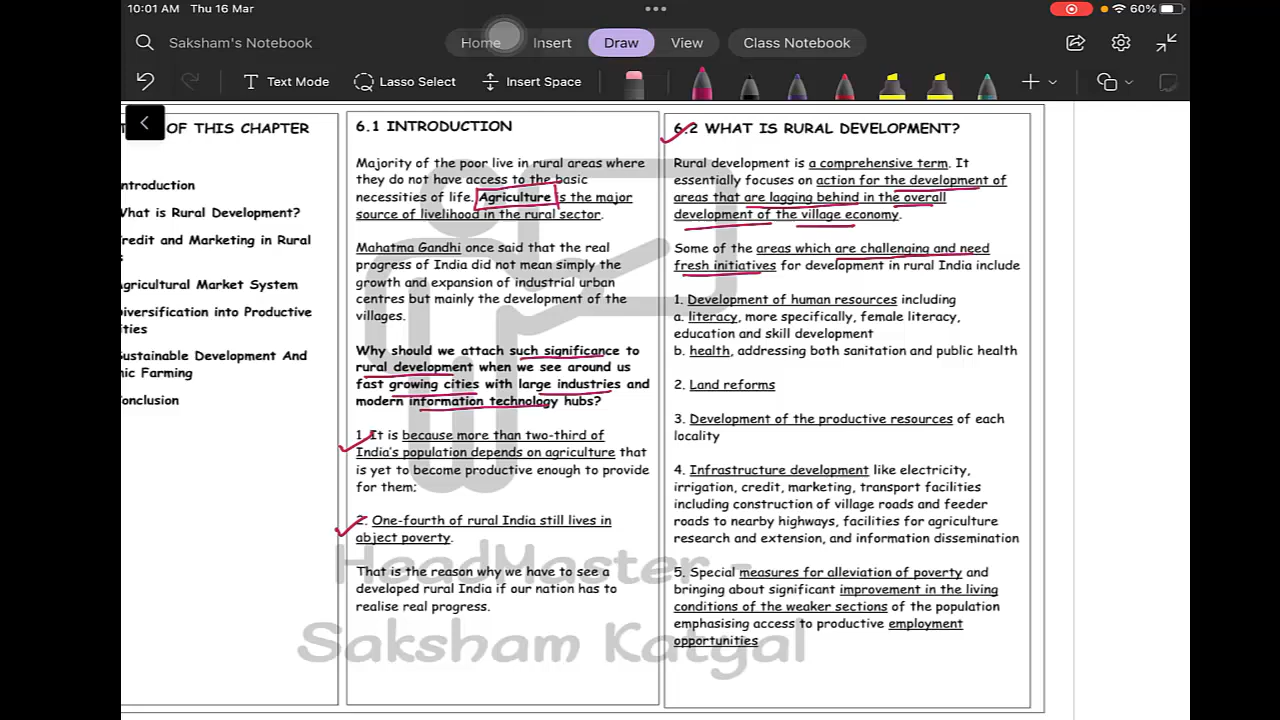 10:01 AM Thu 16 Mar
60%
Saksham's Notebook
Home
Insert
Draw
View
Class Notebook
Text Mode
Lasso Select
Insert Space
OF THIS CHAPTER
ntroduction
What is Rural Development?
redit and Marketing in Rural
s
gricultural Market System
iversification into Productive
ities
ustainable Development And
nic Farming
onclusion
6.1 INTRODUCTION
Majority of the poor live in rural areas where
they do not have access to the basic
necessities of life. Agriculture is the major
source of livelihood in the rural sector.
Mahatma Gandhi once said that the real
progress of India did not mean simply the
growth and expansion of industrial urban
centres but mainly the development of the
villages.
Why should we attach such significance to
rural development when we see around us
fast growing cities with large industries and
modern information technology hubs?
1. It is because more than two-third of
India's population depends on agriculture that
is yet to become productive enough to provide
for them;
2. One-fourth of rural India still lives in
abject poverty.
That is the reason why we have to see a
developed rural India if our nation has to
realise real progress.
6.2 WHAT IS RURAL DEVELOPMENT?
Rural development is a comprehensive term. It
essentially focuses on action for the development of
areas that are lagging behind in the overall
development of the village economy.
Some of the areas which are challenging and need
fresh initiatives for development in rural India include
1. Development of human resources including
a. literacy, more specifically, female literacy,
education and skill development
b. health, addressing both sanitation and public health
2. Land reforms
3. Development of the productive resources of each
locality
4. Infrastructure development like electricity,
irrigation, credit, marketing, transport facilities
including construction of village roads and feeder
roads to nearby highways, facilities for agriculture
research and extension, and information dissemination
5. Special measures for alleviation of poverty and
bringing about significant improvement in the living
conditions of the weaker sections of the population
emphasising access to productive employment
opportunities
HeadMaster -
Saksham Katyal